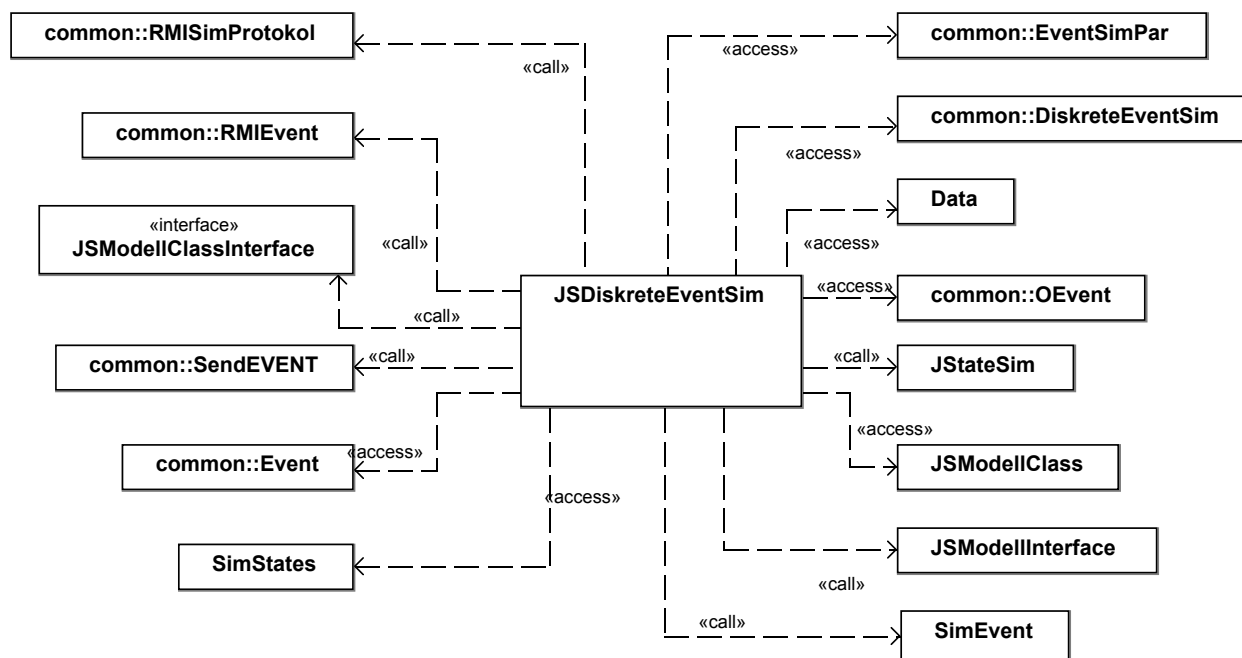 common::RMISimProtokol
common::EventSimPar
«access»
«call»
common::RMIEvent
common::DiskreteEventSim
«access»
Data
«interface»
JSModellClassInterface
«call»
«access»
JSDiskreteEventSim
«access»
common::OEvent
«call»
common::SendEVENT
«call»
«call»
JStateSim
«access»
common::Event
«access»
JSModellClass
«access»
SimStates
JSModellInterface
«call»
«call»
SimEvent